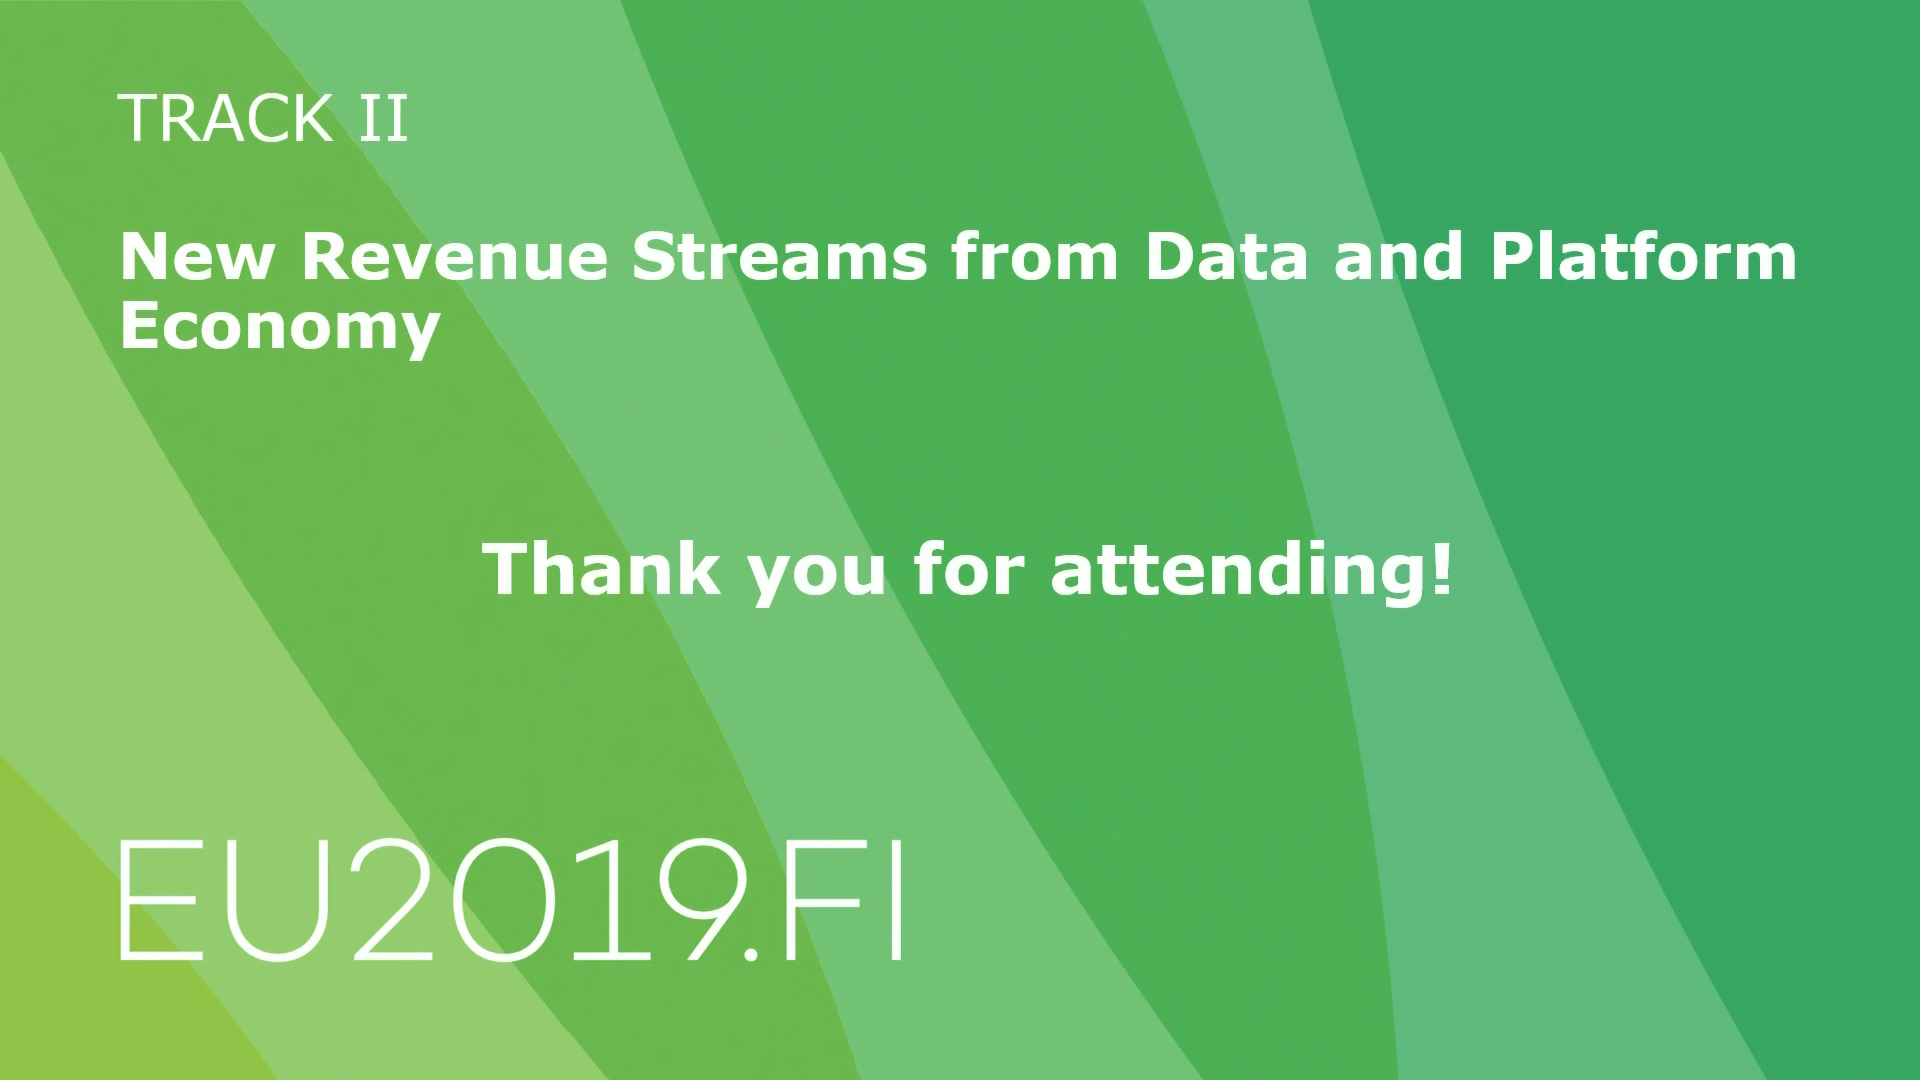 TRACK II
New Revenue Streams from Data and Platform
Economy
Thank you for attending!
EU2019.FI